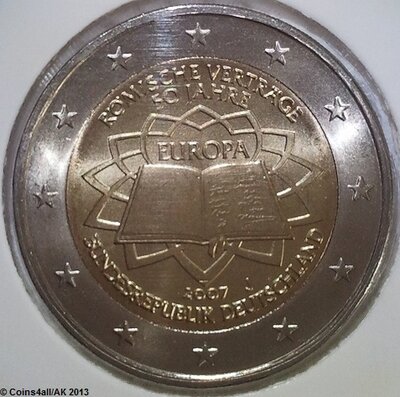 RÖMISCHE VERTRÄGE
50 JAHRE
EUROPA
2007 J
BUNDESREPUBLIK DEUTSCHLAND
© Coins4all/AK 2013